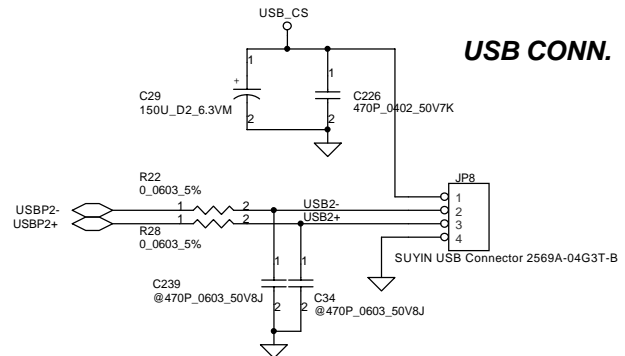 USB_CS
USB CONN.
1
1
+
C29
150U_D2_6.3VM
C226
470P_0402_50V7K
2
2
R22
0_0603_5%
JP8
USBP2-
1
2
USB2-
1
2
USBP2+
1
2
USB2+
3
4
R28
0_0603_5%
SUYIN USB Connector 2569A-04G3T-B
1
1
C239
@470P_0603_50V8J
2
2
C34
@470P_0603_50V8J